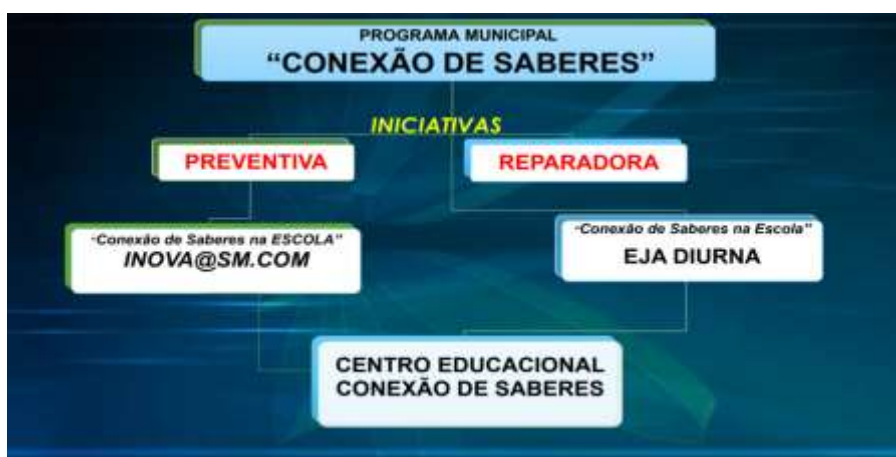 PROGRAMA MUNICIPAL
“CONEXÃO DE SABERES”
INICIATIVAS
PREVENTIVA
REPARADORA
“Conexão de Saberes na ESCOLA”
INOVA@SM.COM
“Conexão de Saberes na Escola”
EJA DIURNA
CENTRO EDUCACIONAL
CONEXÃO DE SABERES